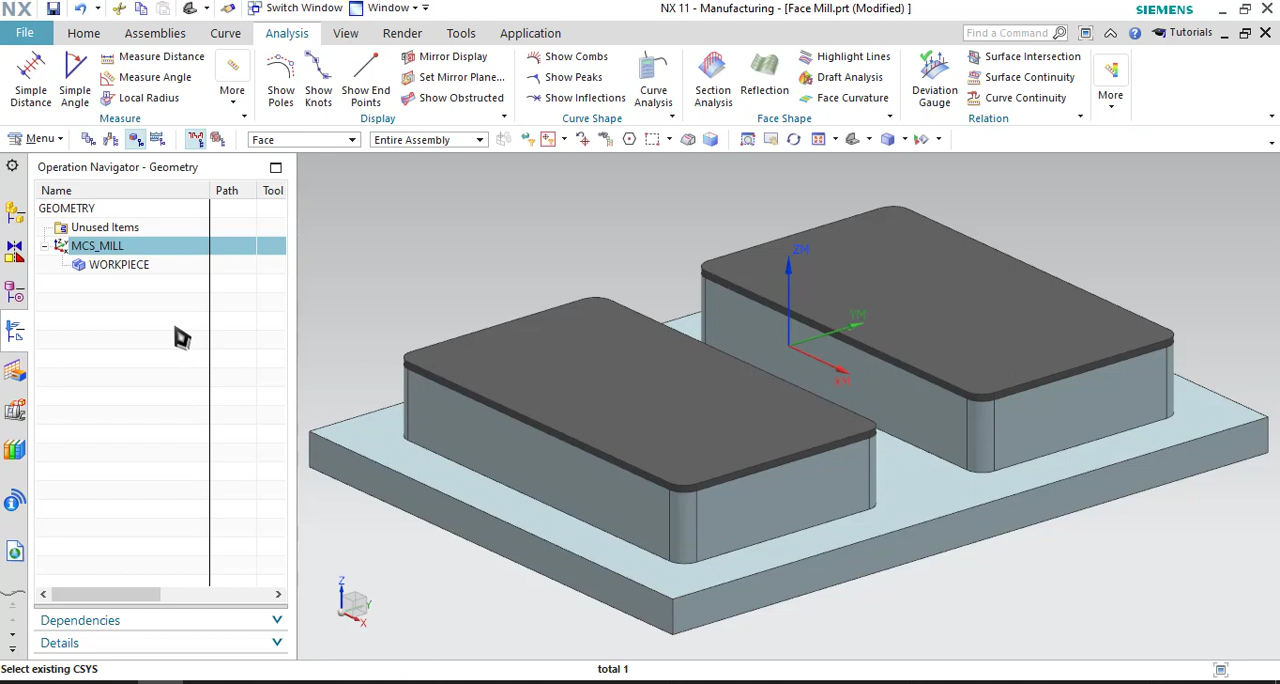 NX
Switch Window
Window
NX 11 - Manufacturing - [Face Mill.prt (Modified) ]
SIEMENS
File
Home
Assemblies
Curve
Analysis
View
Render
Tools
Application
Find a Command
Tutorials
Simple Distance
Simple Angle
Measure Distance
Measure Angle
Local Radius
More
Measure
Show Poles
Show Knots
Show End Points
Mirror Display
Set Mirror Plane...
Show Obstructed
Display
Show Combs
Show Peaks
Show Inflections
Curve Analysis
Curve Shape
Section Analysis
Reflection
Highlight Lines
Draft Analysis
Face Curvature
Face Shape
Deviation Gauge
Surface Intersection
Surface Continuity
Curve Continuity
Relation
More
Menu
Face
Entire Assembly
Operation Navigator - Geometry
Name
Path
Tool
GEOMETRY
Unused Items
MCS_MILL
WORKPIECE
ZM
YM
XM
Z
Y
X
Dependencies
Details
Select existing CSYS
total 1